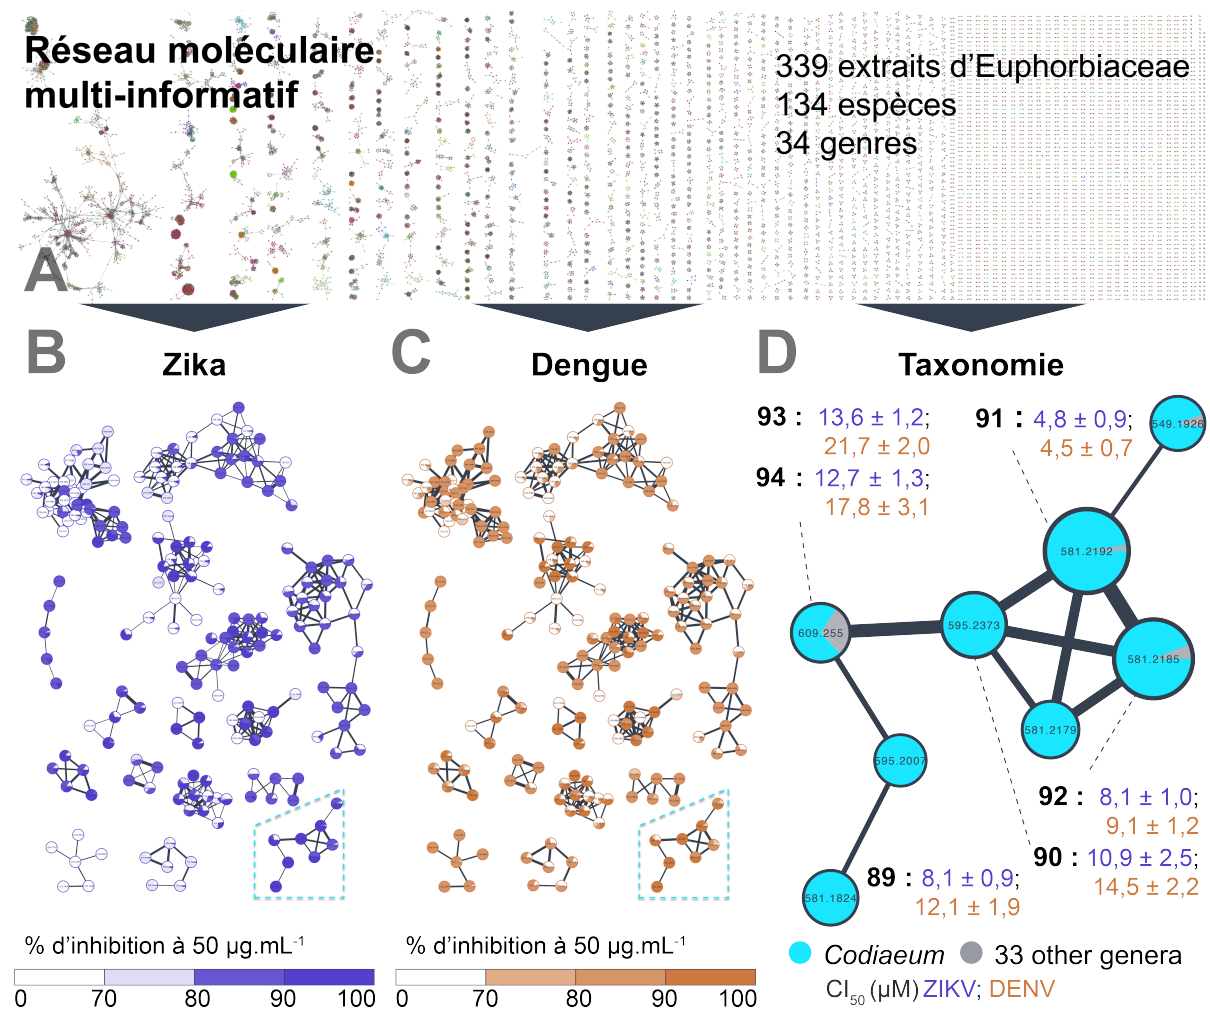 Réseau moléculaire
multi-informatif
339 extraits d'Euphorbiaceae
134 espèces
34 genres
A
B
Zika
C
Dengue
D
Taxonomie
93 : 13,6 ± 1,2;
21,7 ± 2,0
94 : 12,7 ± 1,3;
17,8 ± 3,1
91 : 4,8 ± 0,9;
4,5 ± 0,7
549.1926
581.2192
609.255
595.2373
581.2185
581.2179
595.2007
581.1824
92 : 8,1 ± 1,0;
9,1 ± 1,2
90 : 10,9 ± 2,5;
14,5 ± 2,2
89 : 8,1 ± 0,9;
12,1 ± 1,9
% d'inhibition à 50 µg.mL-1
0 70 80 90 100
% d'inhibition à 50 µg.mL-1
0 70 80 90 100
Codiaeum 33 other genera
CI50 (µM) ZIKV; DENV